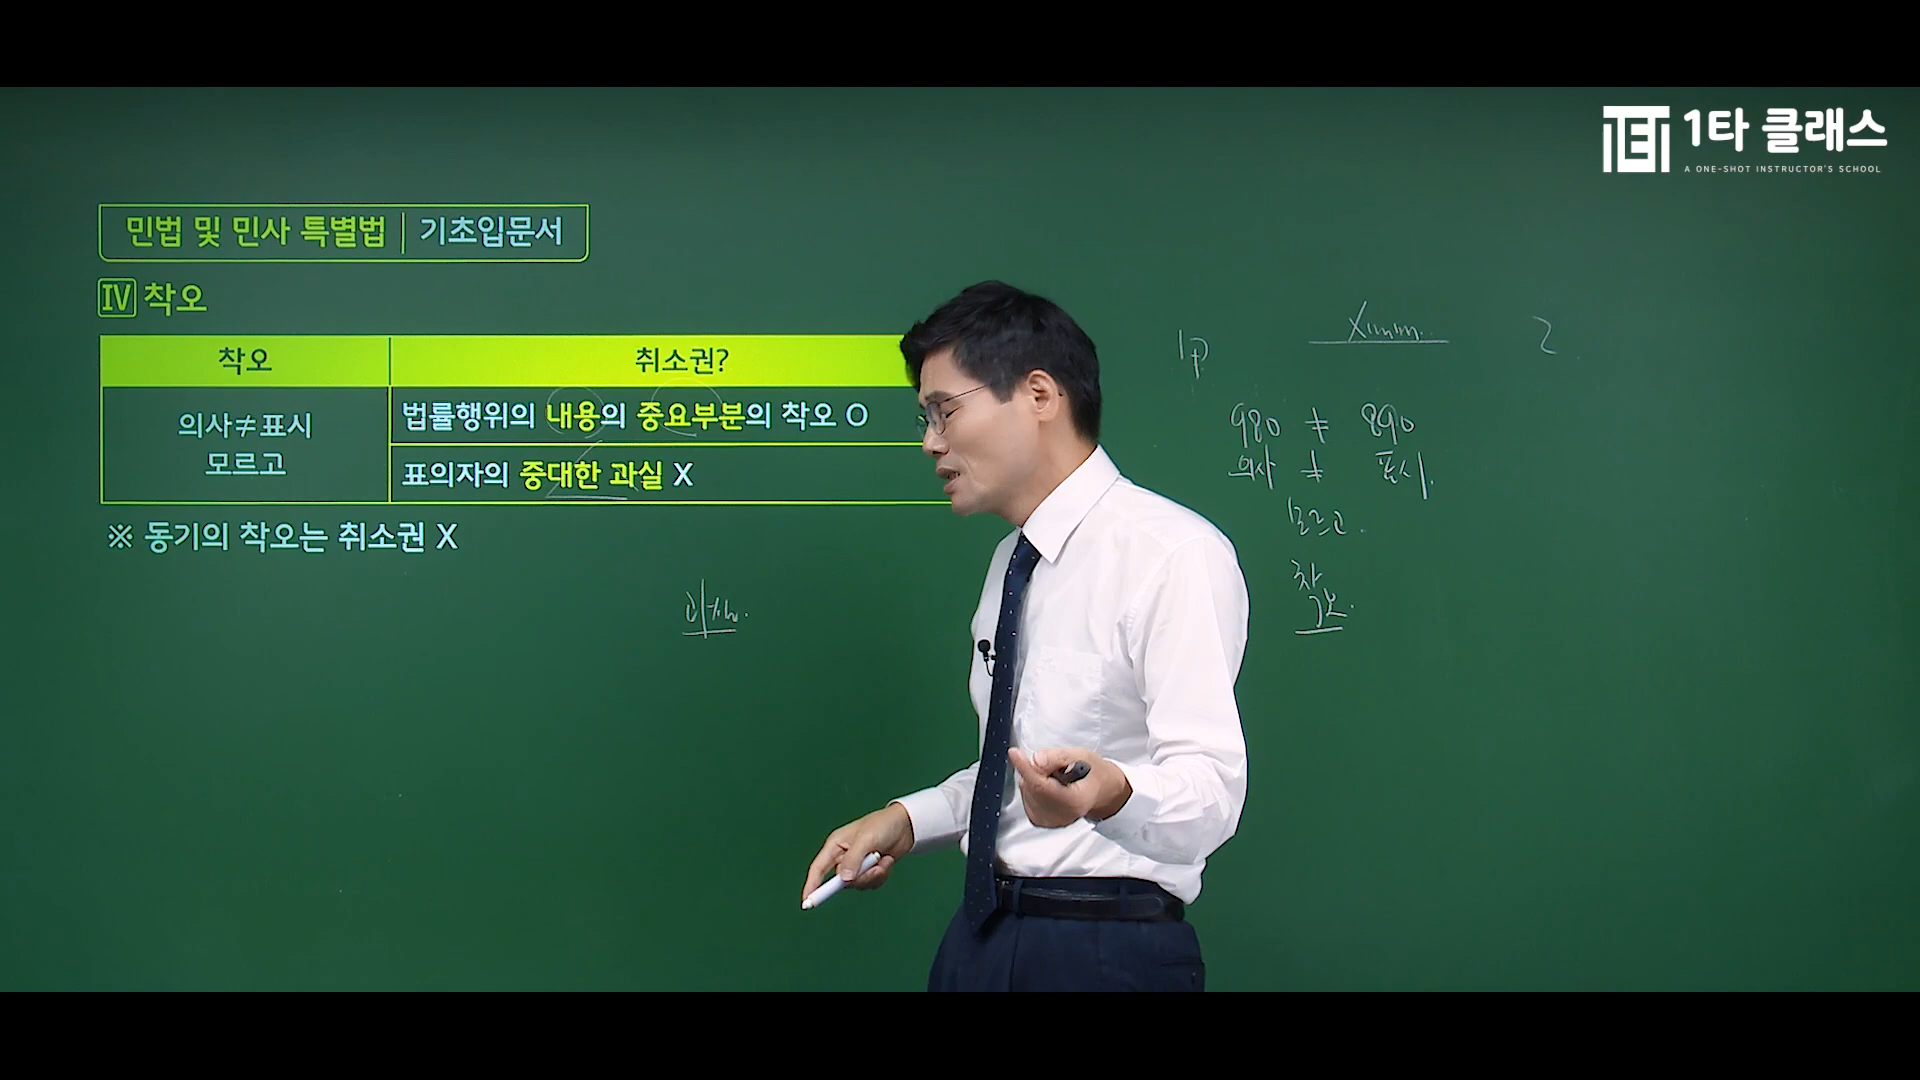 1타 클래스
A ONE-SHOT INSTRUCTOR'S SCHOOL
민법 및 민사 특별법 | 기초입문서
Ⅳ 착오
착오 취소권?
의사≠표시
모르고
법률행위의 내용의 중요부분의 착오 O
표의자의 중대한 과실 X
※ 동기의 착오는 취소권 X
980 ≠ 890
의사 ≠ 표시.
모르고.
착오.